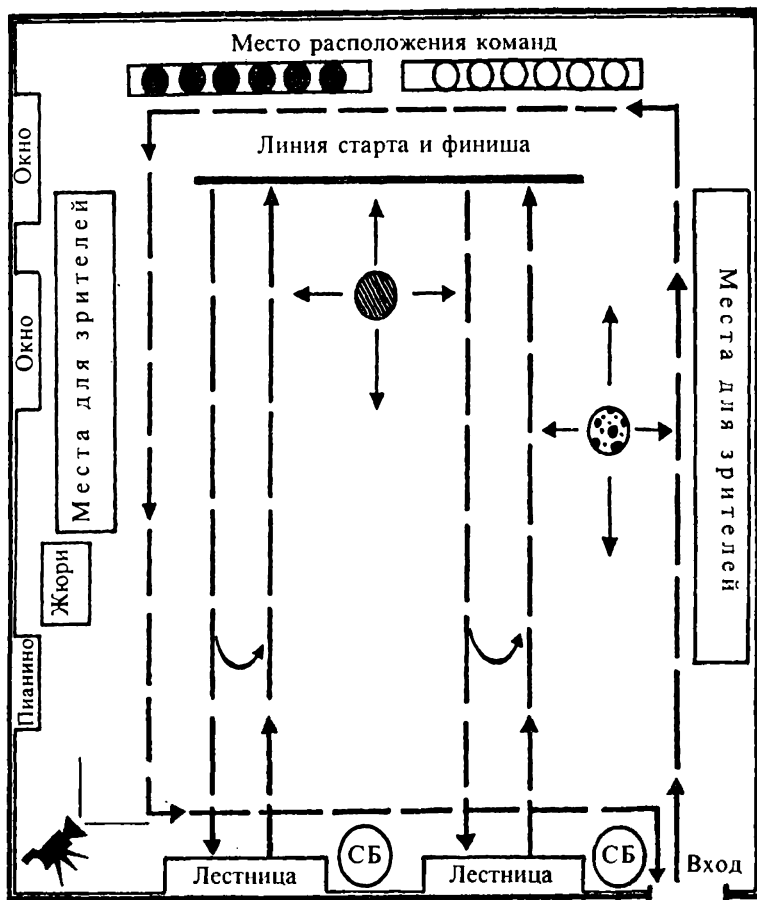 Место расположения команд
Линия старта и финиша
Окно
Места для зрителей
Окно
Места для зрителей
Жюри
Пианино
СБ
СБ
Вход
Лестница
Лестница